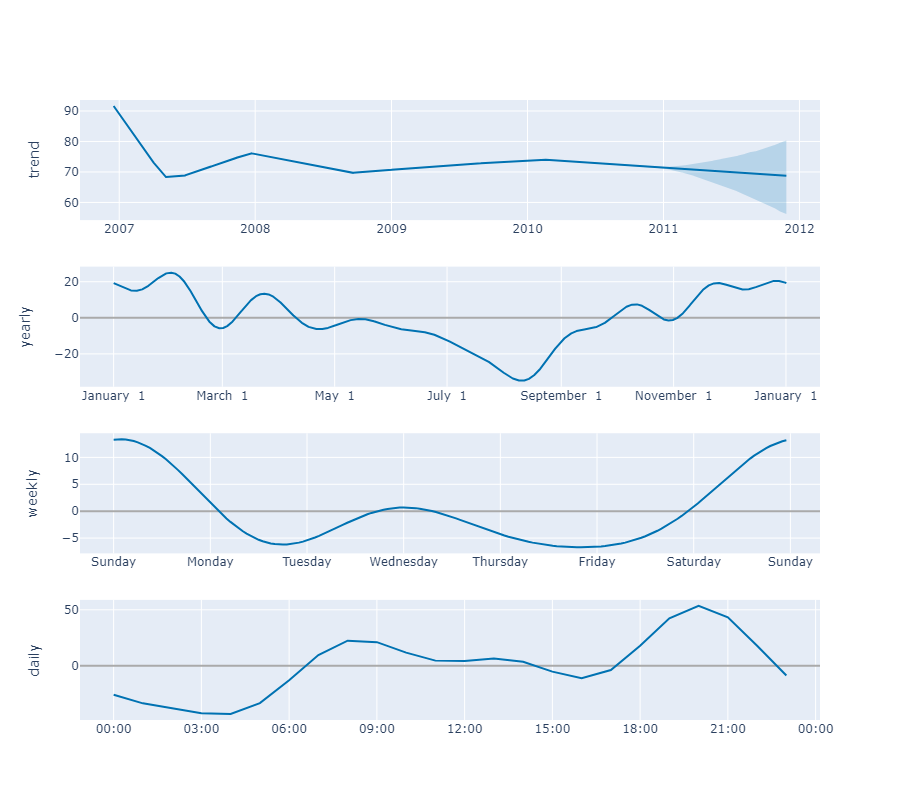 trend
90
80
70
60
2007 2008 2009 2010 2011 2012
yearly
20
0
−20
January 1 March 1 May 1 July 1 September 1 November 1 January 1
weekly
10
5
0
−5
Sunday Monday Tuesday Wednesday Thursday Friday Saturday Sunday
daily
50
0
00:00 03:00 06:00 09:00 12:00 15:00 18:00 21:00 00:00